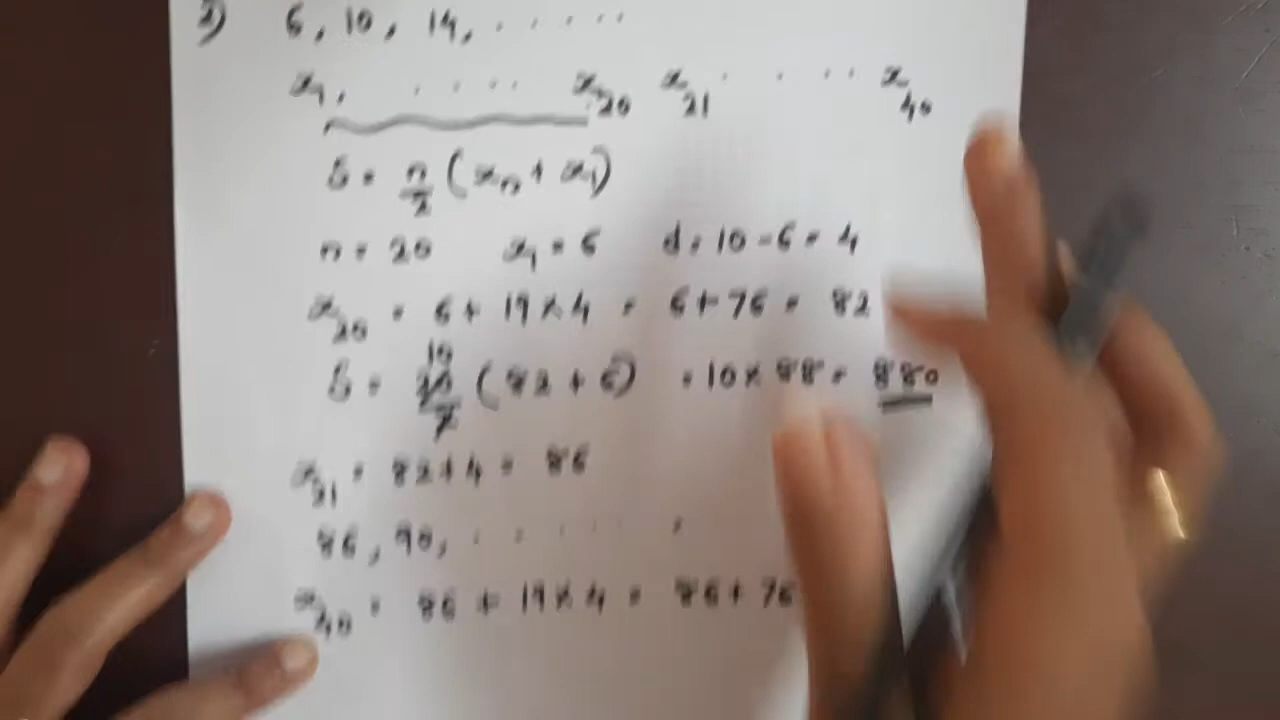 2) 6, 10, 14, . . . . . .
x₁, . . . . . x₂₀ x₂₁ . . . . . x₄₀
S = n/2 (xₙ + x₁)
n = 20 x₁ = 6 d = 10 - 6 = 4
x₂₀ = 6 + 19 × 4 = 6 + 76 = 82
10
S = 20/2 (82 + 6) = 10 × 88 = 880
x₂₁ = 82 + 4 = 86
86, 90, . . . . . ,
x₄₀ = 86 + 19 × 4 = 86 + 76